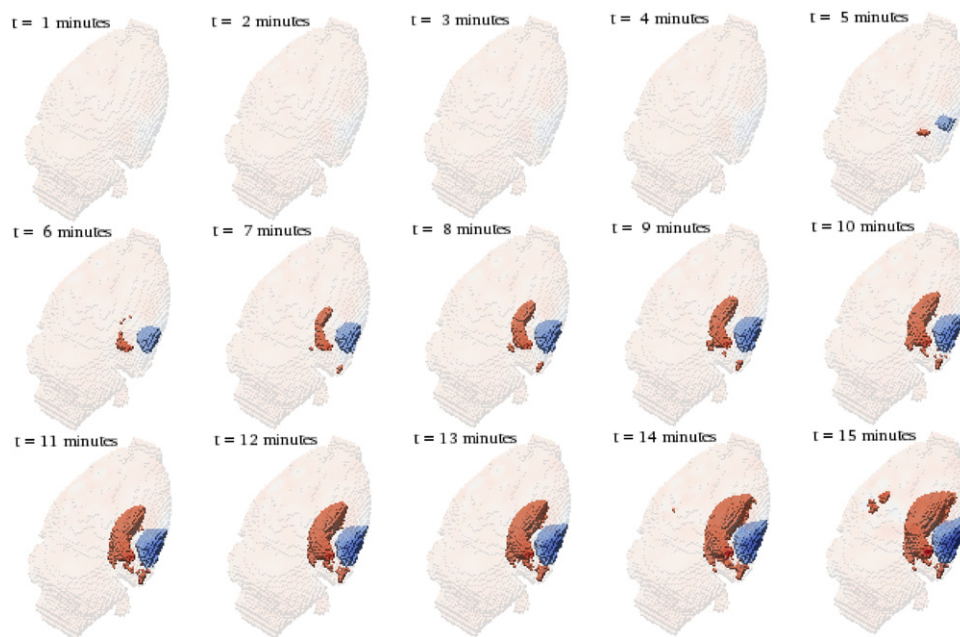 t = 1 minutes
t = 2 minutes
t = 3 minutes
t = 4 minutes
t = 5 minutes
t = 6 minutes
t = 7 minutes
t = 8 minutes
t = 9 minutes
t = 10 minutes
t = 11 minutes
t = 12 minutes
t = 13 minutes
t = 14 minutes
t = 15 minutes